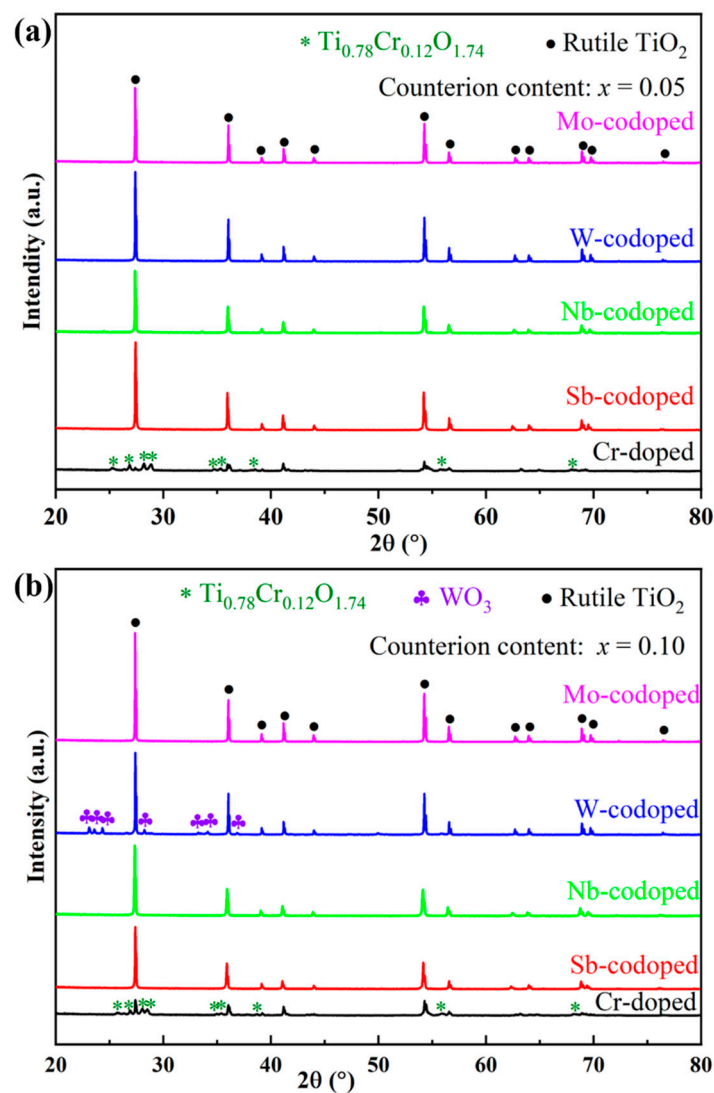 (a)
* Ti0.78Cr0.12O1.74 ● Rutile TiO2
Counterion content: x = 0.05
Mo-codoped
W-codoped
Nb-codoped
Sb-codoped
Cr-doped
Intendity (a.u.)
20 30 40 50 60 70 80
2θ (°)
(b)
* Ti0.78Cr0.12O1.74 ♣ WO3 ● Rutile TiO2
Counterion content: x = 0.10
Mo-codoped
W-codoped
Nb-codoped
Sb-codoped
Cr-doped
Intensity (a.u.)
20 30 40 50 60 70 80
2θ (°)